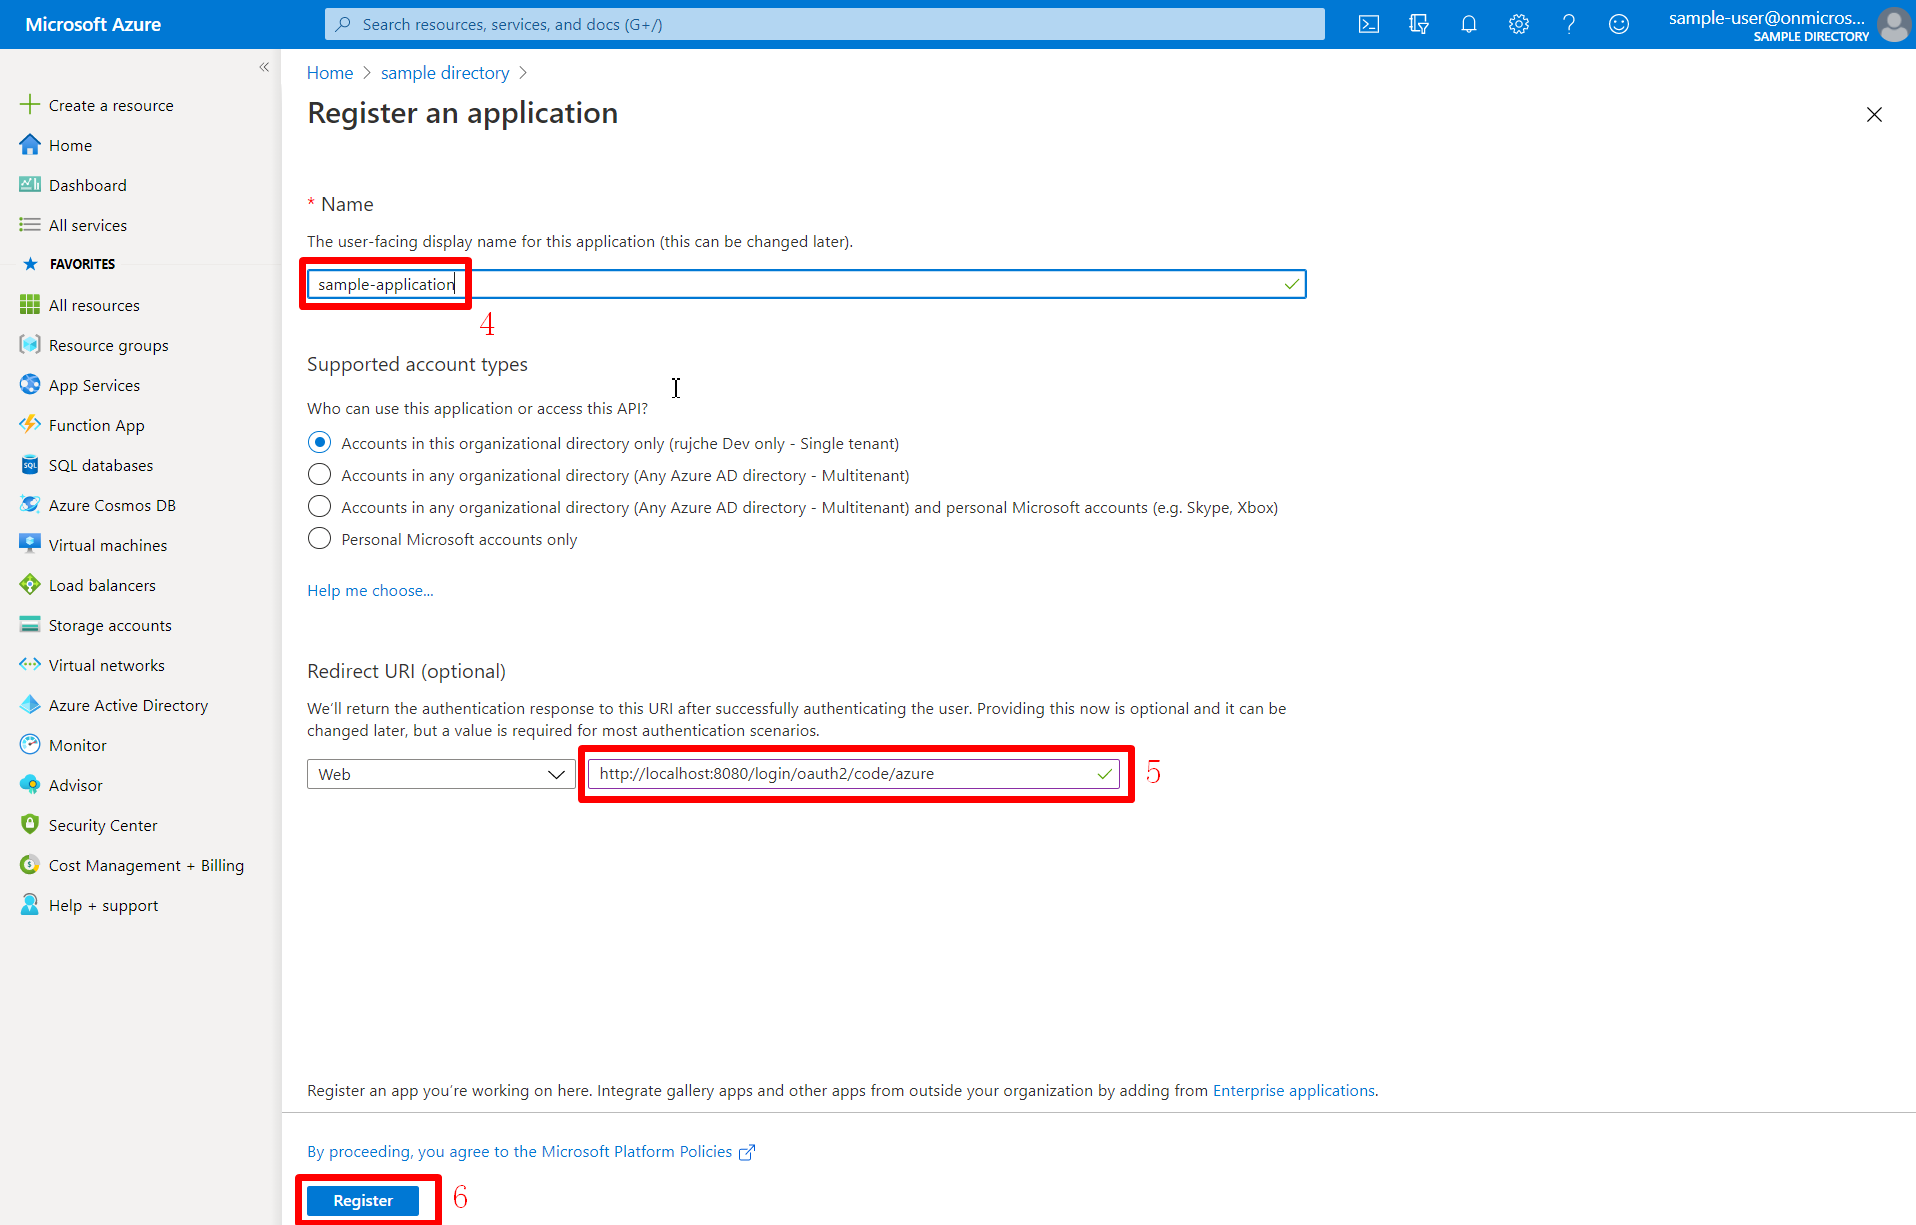 Microsoft Azure
Search resources, services, and docs (G+/)
sample-user@onmicros...
SAMPLE DIRECTORY
Create a resource
Home
Dashboard
All services
FAVORITES
All resources
Resource groups
App Services
Function App
SQL databases
Azure Cosmos DB
Virtual machines
Load balancers
Storage accounts
Virtual networks
Azure Active Directory
Monitor
Advisor
Security Center
Cost Management + Billing
Help + support
Home > sample directory >
Register an application
* Name
The user-facing display name for this application (this can be changed later).
sample-application
4
Supported account types
Who can use this application or access this API?
Accounts in this organizational directory only (rujche Dev only - Single tenant)
Accounts in any organizational directory (Any Azure AD directory - Multitenant)
Accounts in any organizational directory (Any Azure AD directory - Multitenant) and personal Microsoft accounts (e.g. Skype, Xbox)
Personal Microsoft accounts only
Help me choose...
Redirect URI (optional)
We'll return the authentication response to this URI after successfully authenticating the user. Providing this now is optional and it can be
changed later, but a value is required for most authentication scenarios.
Web
http://localhost:8080/login/oauth2/code/azure
5
Register an app you're working on here. Integrate gallery apps and other apps from outside your organization by adding from Enterprise applications.
By proceeding, you agree to the Microsoft Platform Policies
Register
6